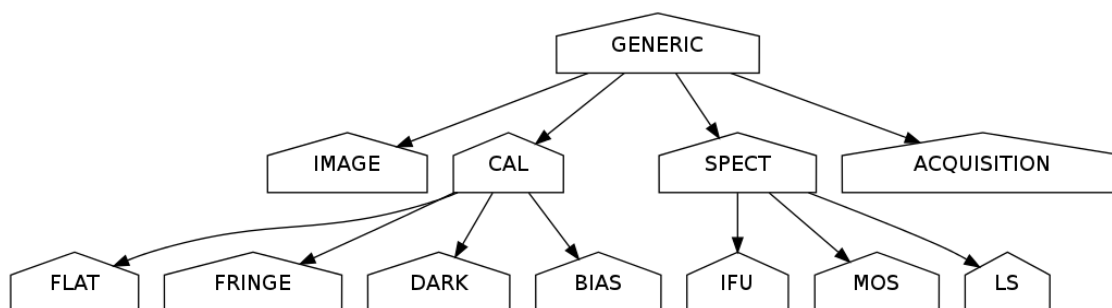 GENERIC
IMAGE
CAL
SPECT
ACQUISITION
FLAT
FRINGE
DARK
BIAS
IFU
MOS
LS